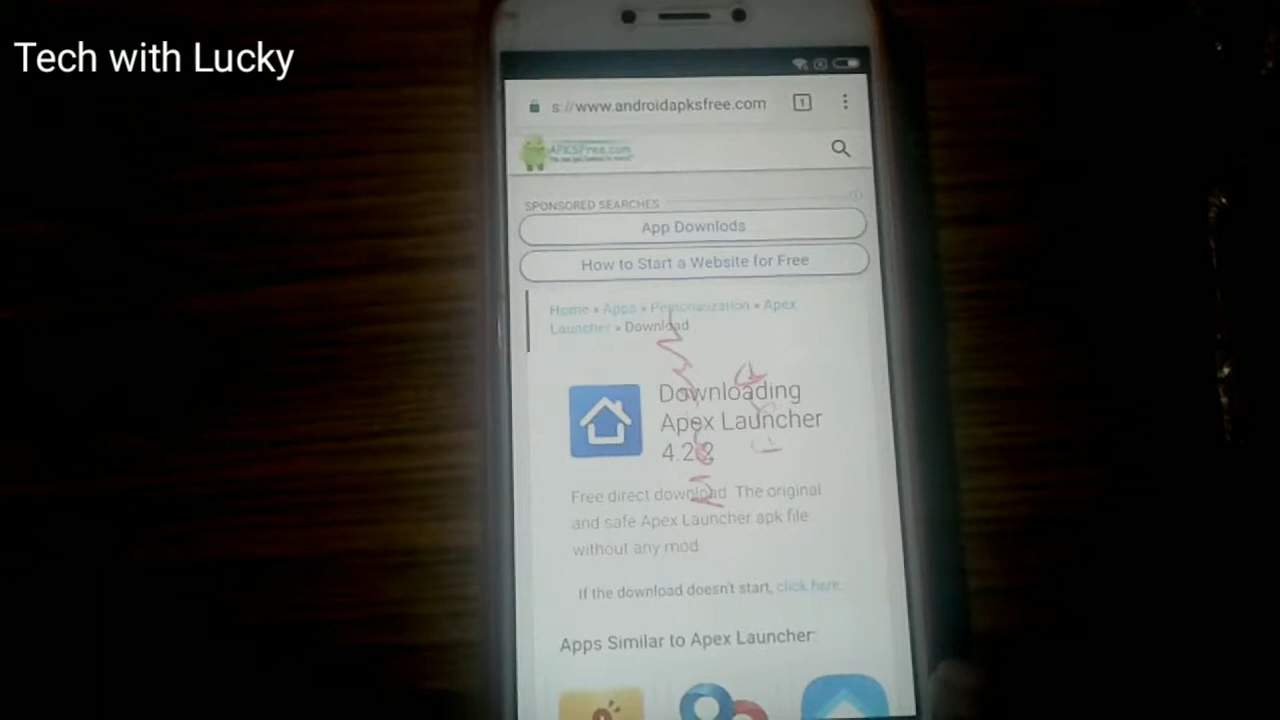 Tech with Lucky
s://www.androidapksfree.com
1
APKSFree.com
SPONSORED SEARCHES
App Downlods
How to Start a Website for Free
Home » Apps » Personalization » Apex
Launcher » Download
Downloading
Apex Launcher
4.2.2
Free direct download. The original
and safe Apex Launcher apk file
without any mod.
If the download doesn't start, click here.
Apps Similar to Apex Launcher: